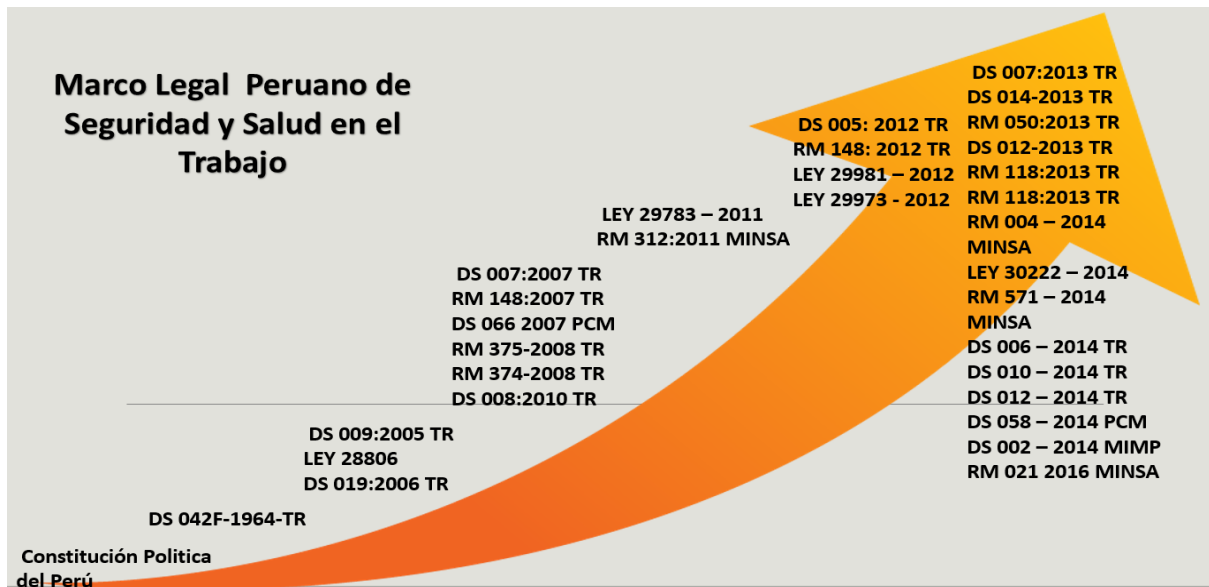 Marco Legal Peruano de
Seguridad y Salud en el
Trabajo
Constitución Politica
del Perú
DS 042F-1964-TR
DS 009:2005 TR
LEY 28806
DS 019:2006 TR
DS 007:2007 TR
RM 148:2007 TR
DS 066 2007 PCM
RM 375-2008 TR
RM 374-2008 TR
DS 008:2010 TR
LEY 29783 – 2011
RM 312:2011 MINSA
DS 005: 2012 TR
RM 148: 2012 TR
LEY 29981 – 2012
LEY 29973 - 2012
DS 007:2013 TR
DS 014-2013 TR
RM 050:2013 TR
DS 012-2013 TR
RM 118:2013 TR
RM 118:2013 TR
RM 004 – 2014
MINSA
LEY 30222 – 2014
RM 571 – 2014
MINSA
DS 006 – 2014 TR
DS 010 – 2014 TR
DS 012 – 2014 TR
DS 058 – 2014 PCM
DS 002 – 2014 MIMP
RM 021 2016 MINSA